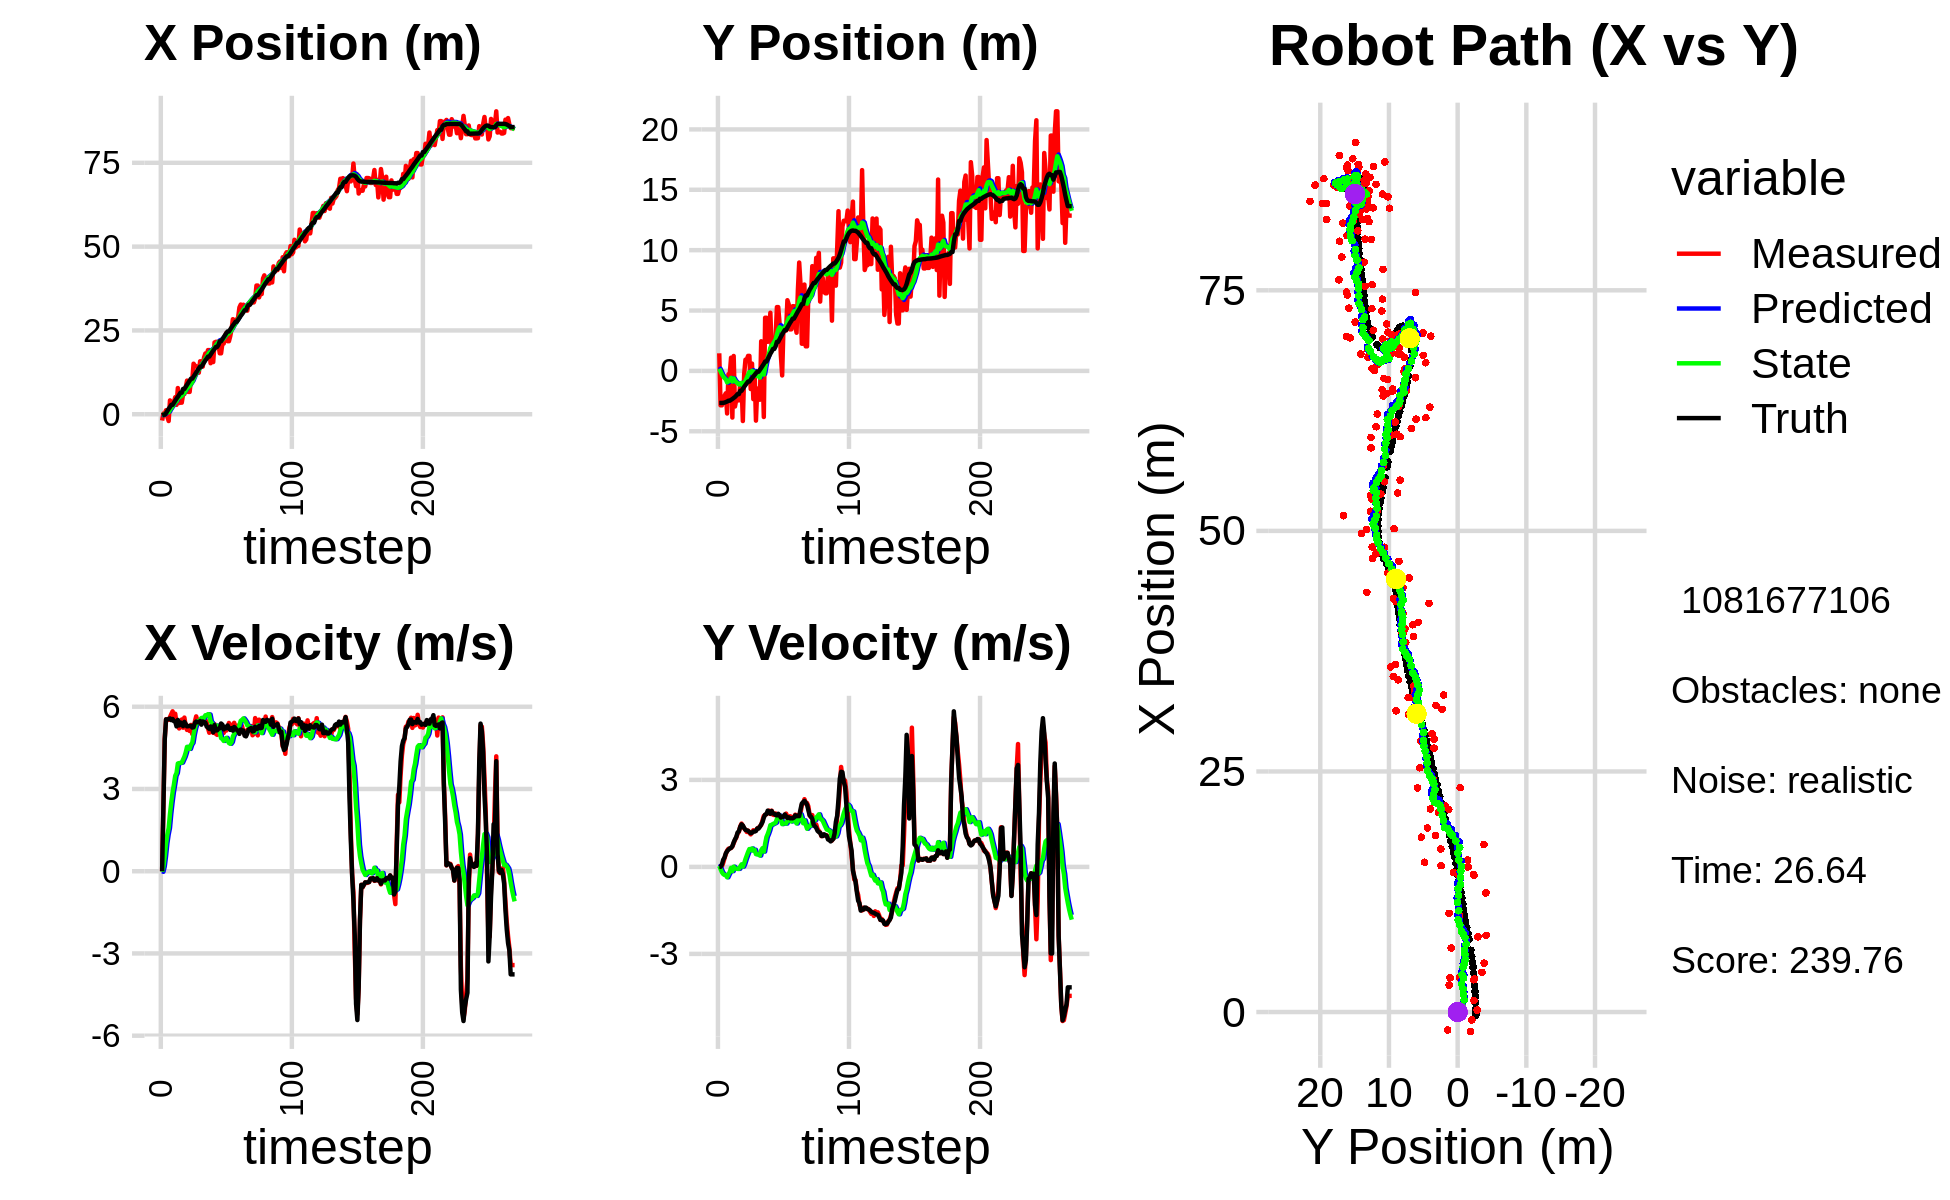 X Position (m)
75
50
25
0
0
100
200
timestep
Y Position (m)
20
15
10
5
0
-5
0
100
200
timestep
X Velocity (m/s)
6
3
0
-3
-6
0
100
200
timestep
Y Velocity (m/s)
3
0
-3
0
100
200
timestep
Robot Path (X vs Y)
X Position (m)
75
50
25
0
20 10 0 -10 -20
Y Position (m)
variable
Measured
Predicted
State
Truth
1081677106
Obstacles: none
Noise: realistic
Time: 26.64
Score: 239.76